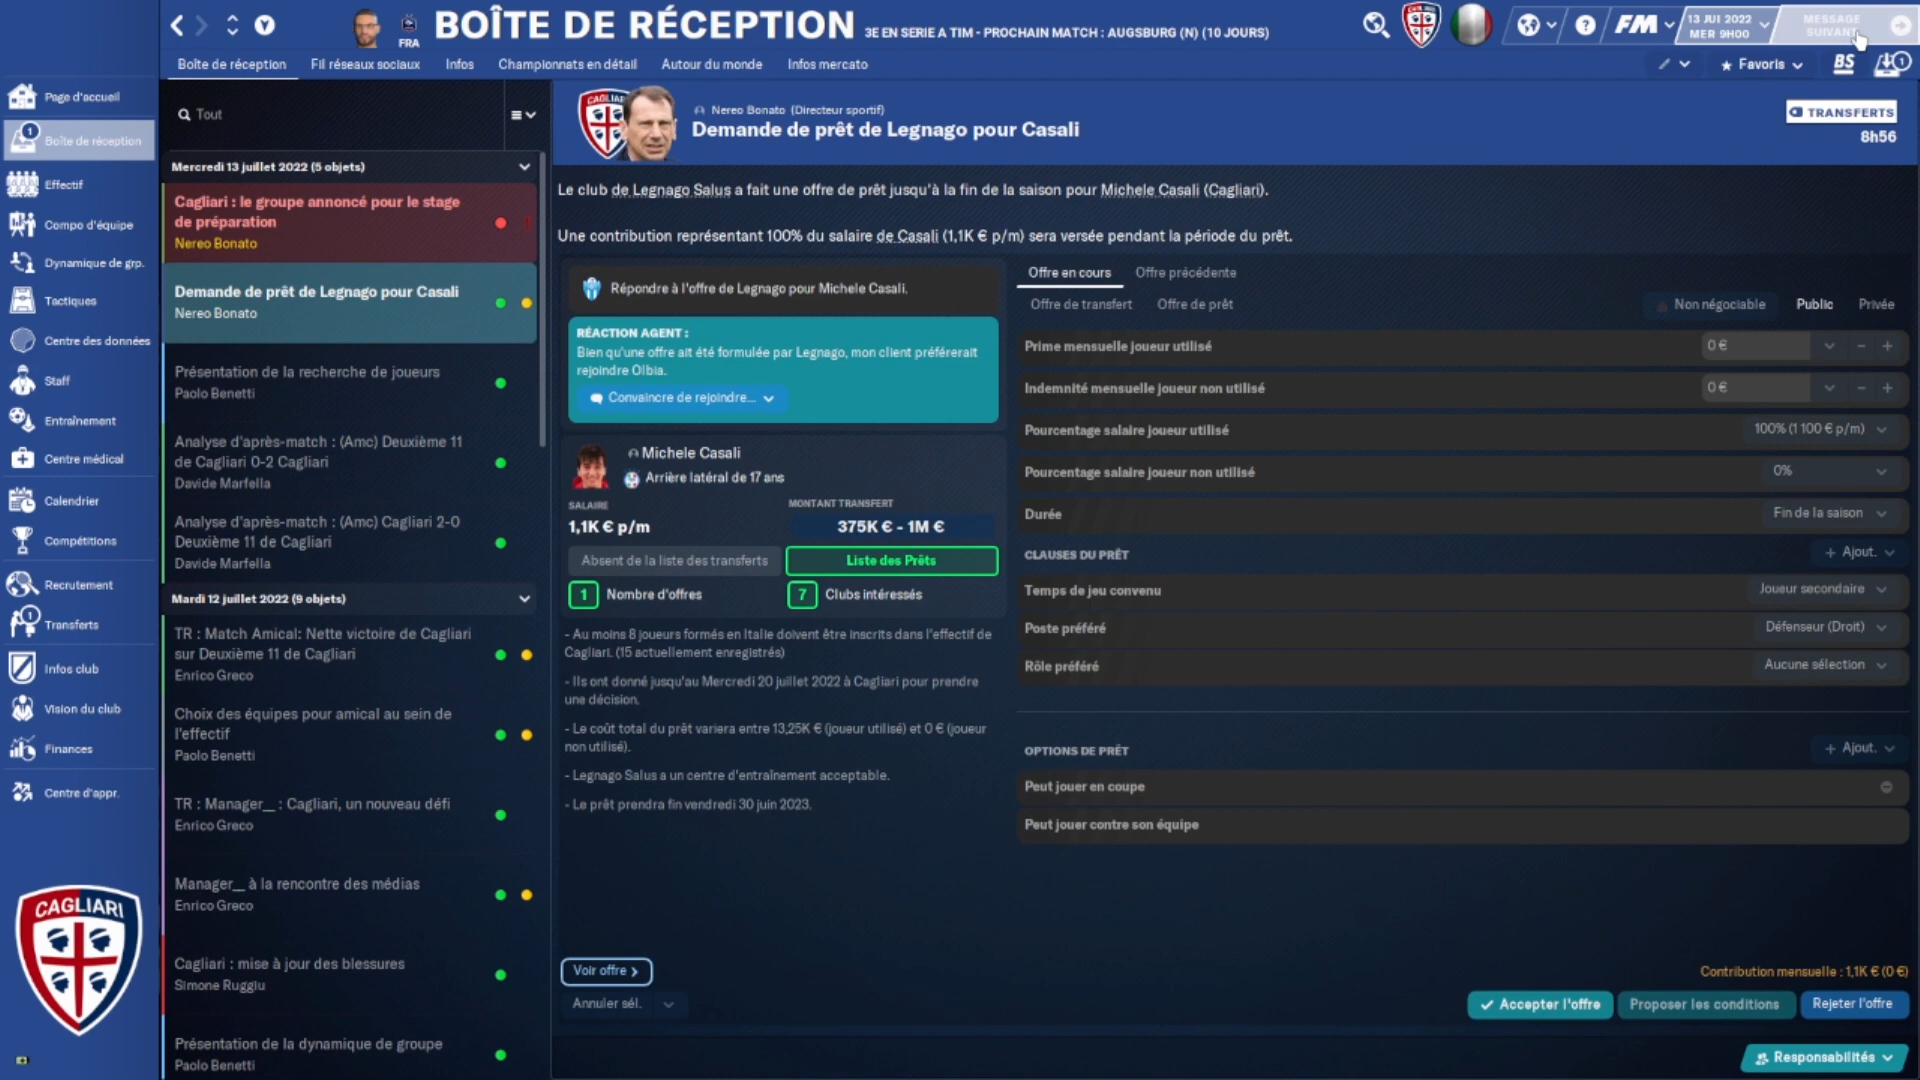 BOÎTE DE RÉCEPTION
3E EN SERIE A TIM - PROCHAIN MATCH : AUGSBURG (N) (10 JOURS)
FRA
FM
13 JUI 2022
MER 9H00
MESSAGE
SUIVANT
Boîte de réception
Fil réseaux sociaux
Infos
Championnats en détail
Autour du monde
Infos mercato
Favoris
BS
1
Page d'accueil
1
Boîte de réception
Effectif
Compo d'équipe
Dynamique de grp.
Tactiques
Centre des données
Staff
Entraînement
Centre médical
Calendrier
Compétitions
Recrutement
1
Transferts
Infos club
Vision du club
Finances
Centre d'appr.
CAGLIARI
Tout
Mercredi 13 juillet 2022 (5 objets)
Cagliari : le groupe annoncé pour le stage
de préparation
Nereo Bonato
Demande de prêt de Legnago pour Casali
Nereo Bonato
Présentation de la recherche de joueurs
Paolo Benetti
Analyse d'après-match : (Amc) Deuxième 11
de Cagliari 0-2 Cagliari
Davide Marfella
Analyse d'après-match : (Amc) Cagliari 2-0
Deuxième 11 de Cagliari
Davide Marfella
Mardi 12 juillet 2022 (9 objets)
TR : Match Amical: Nette victoire de Cagliari
sur Deuxième 11 de Cagliari
Enrico Greco
Choix des équipes pour amical au sein de
l'effectif
Paolo Benetti
TR : Manager__ : Cagliari, un nouveau défi
Enrico Greco
Manager__ à la rencontre des médias
Enrico Greco
Cagliari : mise à jour des blessures
Simone Ruggiu
Présentation de la dynamique de groupe
Paolo Benetti
CAGLIARI
Nereo Bonato (Directeur sportif)
Demande de prêt de Legnago pour Casali
TRANSFERTS
8h56
Le club de Legnago Salus a fait une offre de prêt jusqu'à la fin de la saison pour Michele Casali (Cagliari).
Une contribution représentant 100% du salaire de Casali (1,1K € p/m) sera versée pendant la période du prêt.
Répondre à l'offre de Legnago pour Michele Casali.
RÉACTION AGENT :
Bien qu'une offre ait été formulée par Legnago, mon client préférerait
rejoindre Olbia.
Convaincre de rejoindre...
Michele Casali
Arrière latéral de 17 ans
SALAIRE
MONTANT TRANSFERT
1,1K € p/m
375K € - 1M €
Absent de la liste des transferts
Liste des Prêts
1
Nombre d'offres
7
Clubs intéressés
- Au moins 8 joueurs formés en Italie doivent être inscrits dans l'effectif de
Cagliari. (15 actuellement enregistrés)
- Ils ont donné jusqu'au Mercredi 20 juillet 2022 à Cagliari pour prendre
une décision.
- Le coût total du prêt variera entre 13,25K € (joueur utilisé) et 0 € (joueur
non utilisé).
- Legnago Salus a un centre d'entraînement acceptable.
- Le prêt prendra fin vendredi 30 juin 2023.
Voir offre
Annuler sél.
Offre en cours
Offre précédente
Offre de transfert
Offre de prêt
Non négociable
Public
Privée
Prime mensuelle joueur utilisé
0 €
Indemnité mensuelle joueur non utilisé
0 €
Pourcentage salaire joueur utilisé
100% (1 100 € p/m)
Pourcentage salaire joueur non utilisé
0%
Durée
Fin de la saison
CLAUSES DU PRÊT
+ Ajout.
Temps de jeu convenu
Joueur secondaire
Poste préféré
Défenseur (Droit)
Rôle préféré
Aucune sélection
OPTIONS DE PRÊT
+ Ajout.
Peut jouer en coupe
Peut jouer contre son équipe
Contribution mensuelle : 1,1K € (0 €)
Accepter l'offre
Proposer les conditions
Rejeter l'offre
Responsabilités